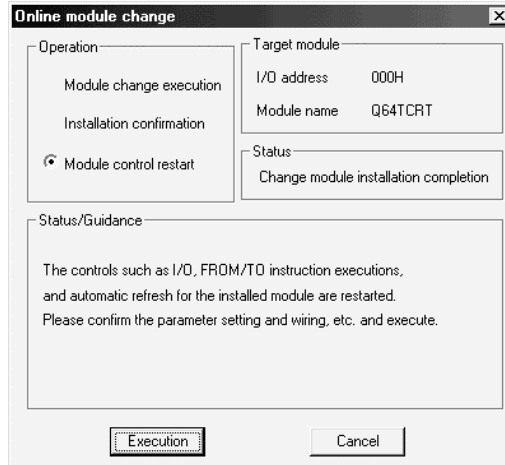 Online module change
Operation
Module change execution
Installation confirmation
Module control restart
Target module
I/O address 000H
Module name Q64TCRT
Status
Change module installation completion
Status/Guidance
The controls such as I/O, FROM/TO instruction executions,
and automatic refresh for the installed module are restarted.
Please confirm the parameter setting and wiring, etc. and execute.
Execution
Cancel